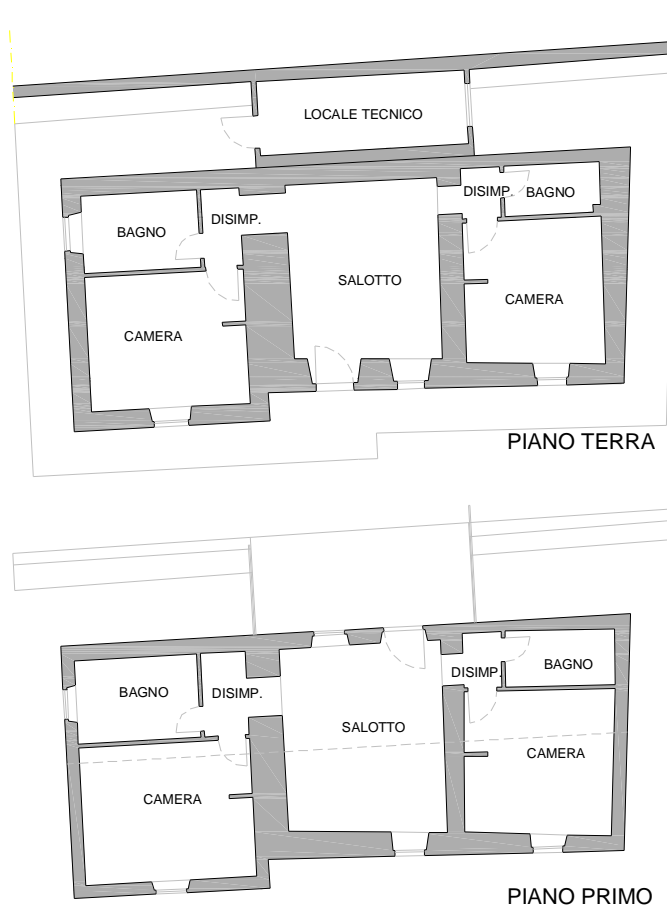 LOCALE TECNICO
DISIMP.
BAGNO
BAGNO
DISIMP.
SALOTTO
CAMERA
CAMERA
PIANO TERRA
BAGNO
DISIMP.
DISIMP.
BAGNO
SALOTTO
CAMERA
CAMERA
PIANO PRIMO